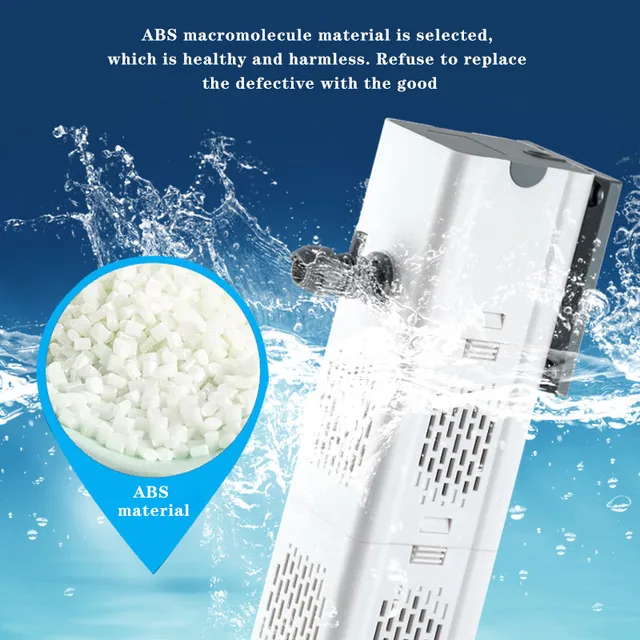 ABS macromolecule material is selected,
which is healthy and harmless. Refuse to replace
the defective with the good
ABS
material